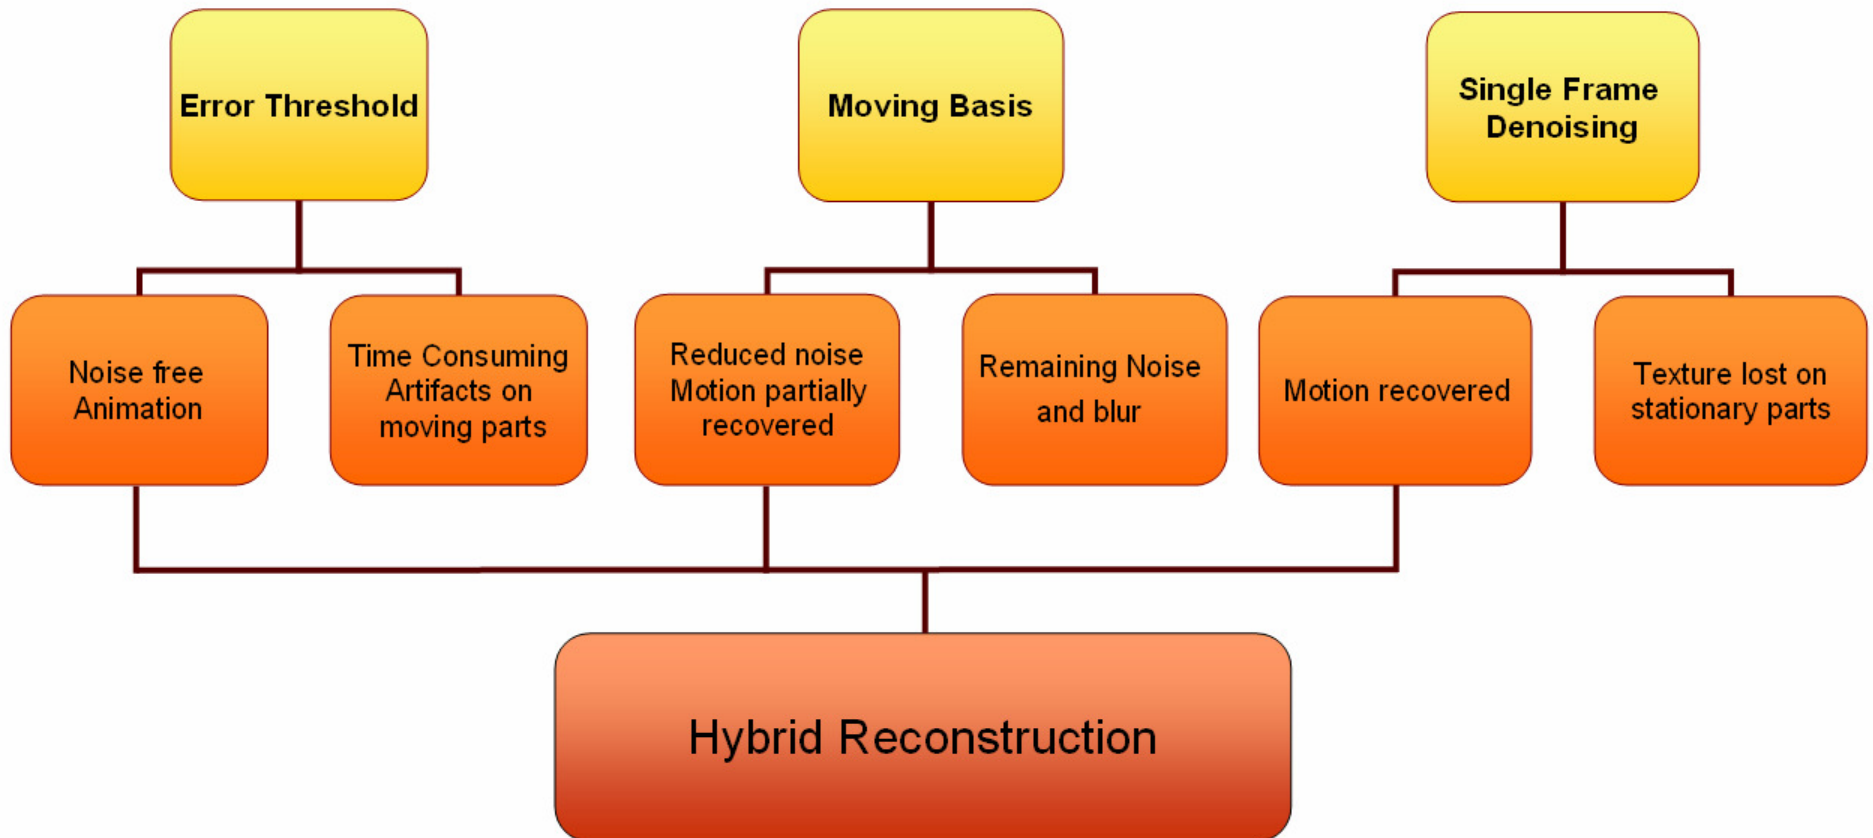 Error Threshold
Moving Basis
Single Frame
Denoising
Noise free
Animation
Time Consuming
Artifacts on
moving parts
Reduced noise
Motion partially
recovered
Remaining Noise
and blur
Motion recovered
Texture lost on
stationary parts
Hybrid Reconstruction